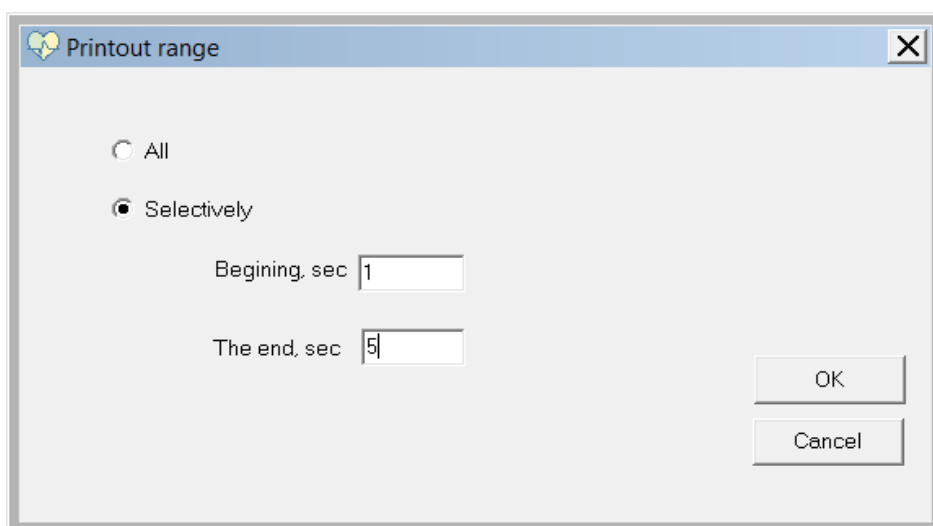 Printout range
All
Selectively
Begining, sec 1
The end, sec 5
OK
Cancel